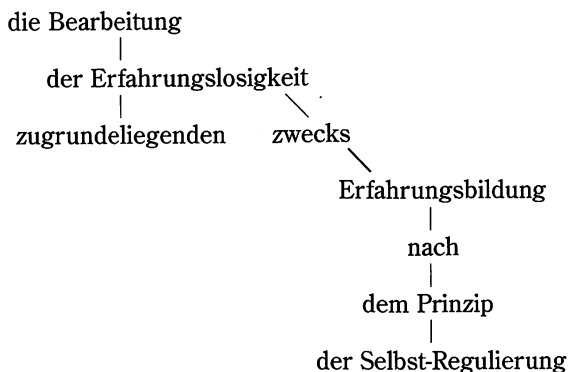 die Bearbeitung
der Erfahrungslosigkeit
zugrundeliegenden zwecks
Erfahrungsbildung
nach
dem Prinzip
der Selbst-Regulierung